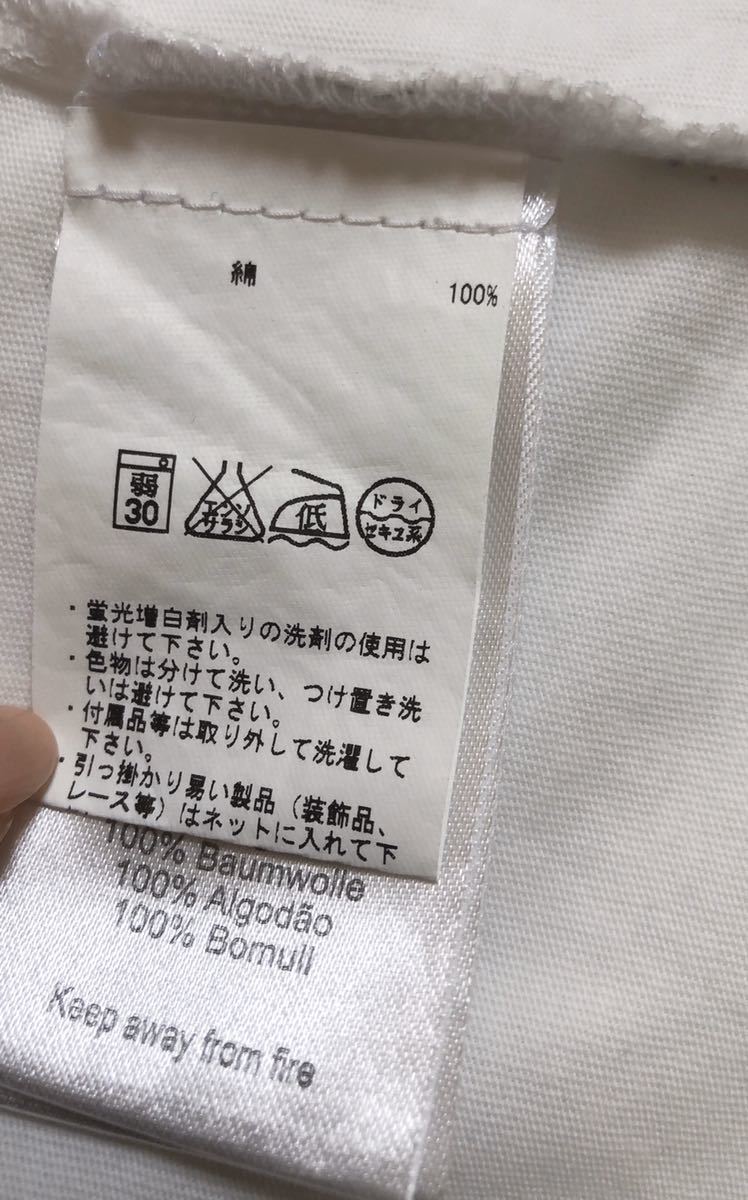 綿 100%
弱 エンソ 低 ドライ
30 サラシ セキユ系
・蛍光増白剤入りの洗剤の使用は
避けて下さい。
・色物は分けて洗い、つけ置き洗
いは避けて下さい。
・付属品等は取り外して洗濯して
下さい。
・引っ掛かり易い製品（装飾品、
レース等）はネットに入れて下
100% Baumwolle
100% Algodão
100% Bomull
Keep away from fire